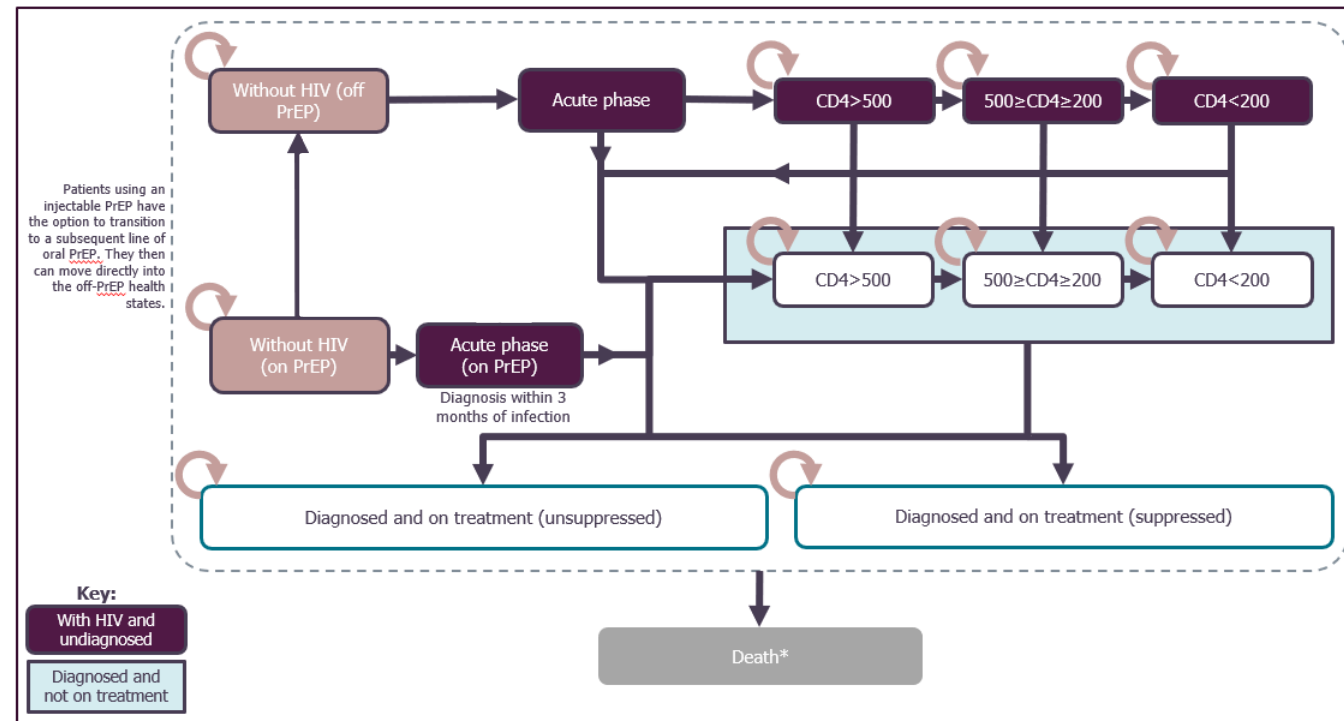 Without HIV (off
PrEP)
Acute phase
CD4>500
500≥CD4≥200
CD4<200
Patients using an
injectable PrEP have
the option to transition
to a subsequent line of
oral PrEP. They then
can move directly into
the off-PrEP health
states.
CD4>500
500≥CD4≥200
CD4<200
Without HIV
(on PrEP)
Acute phase
(on PrEP)
Diagnosis within 3
months of infection
Diagnosed and on treatment (unsuppressed)
Diagnosed and on treatment (suppressed)
Key:
With HIV and
undiagnosed
Diagnosed and
not on treatment
Death*